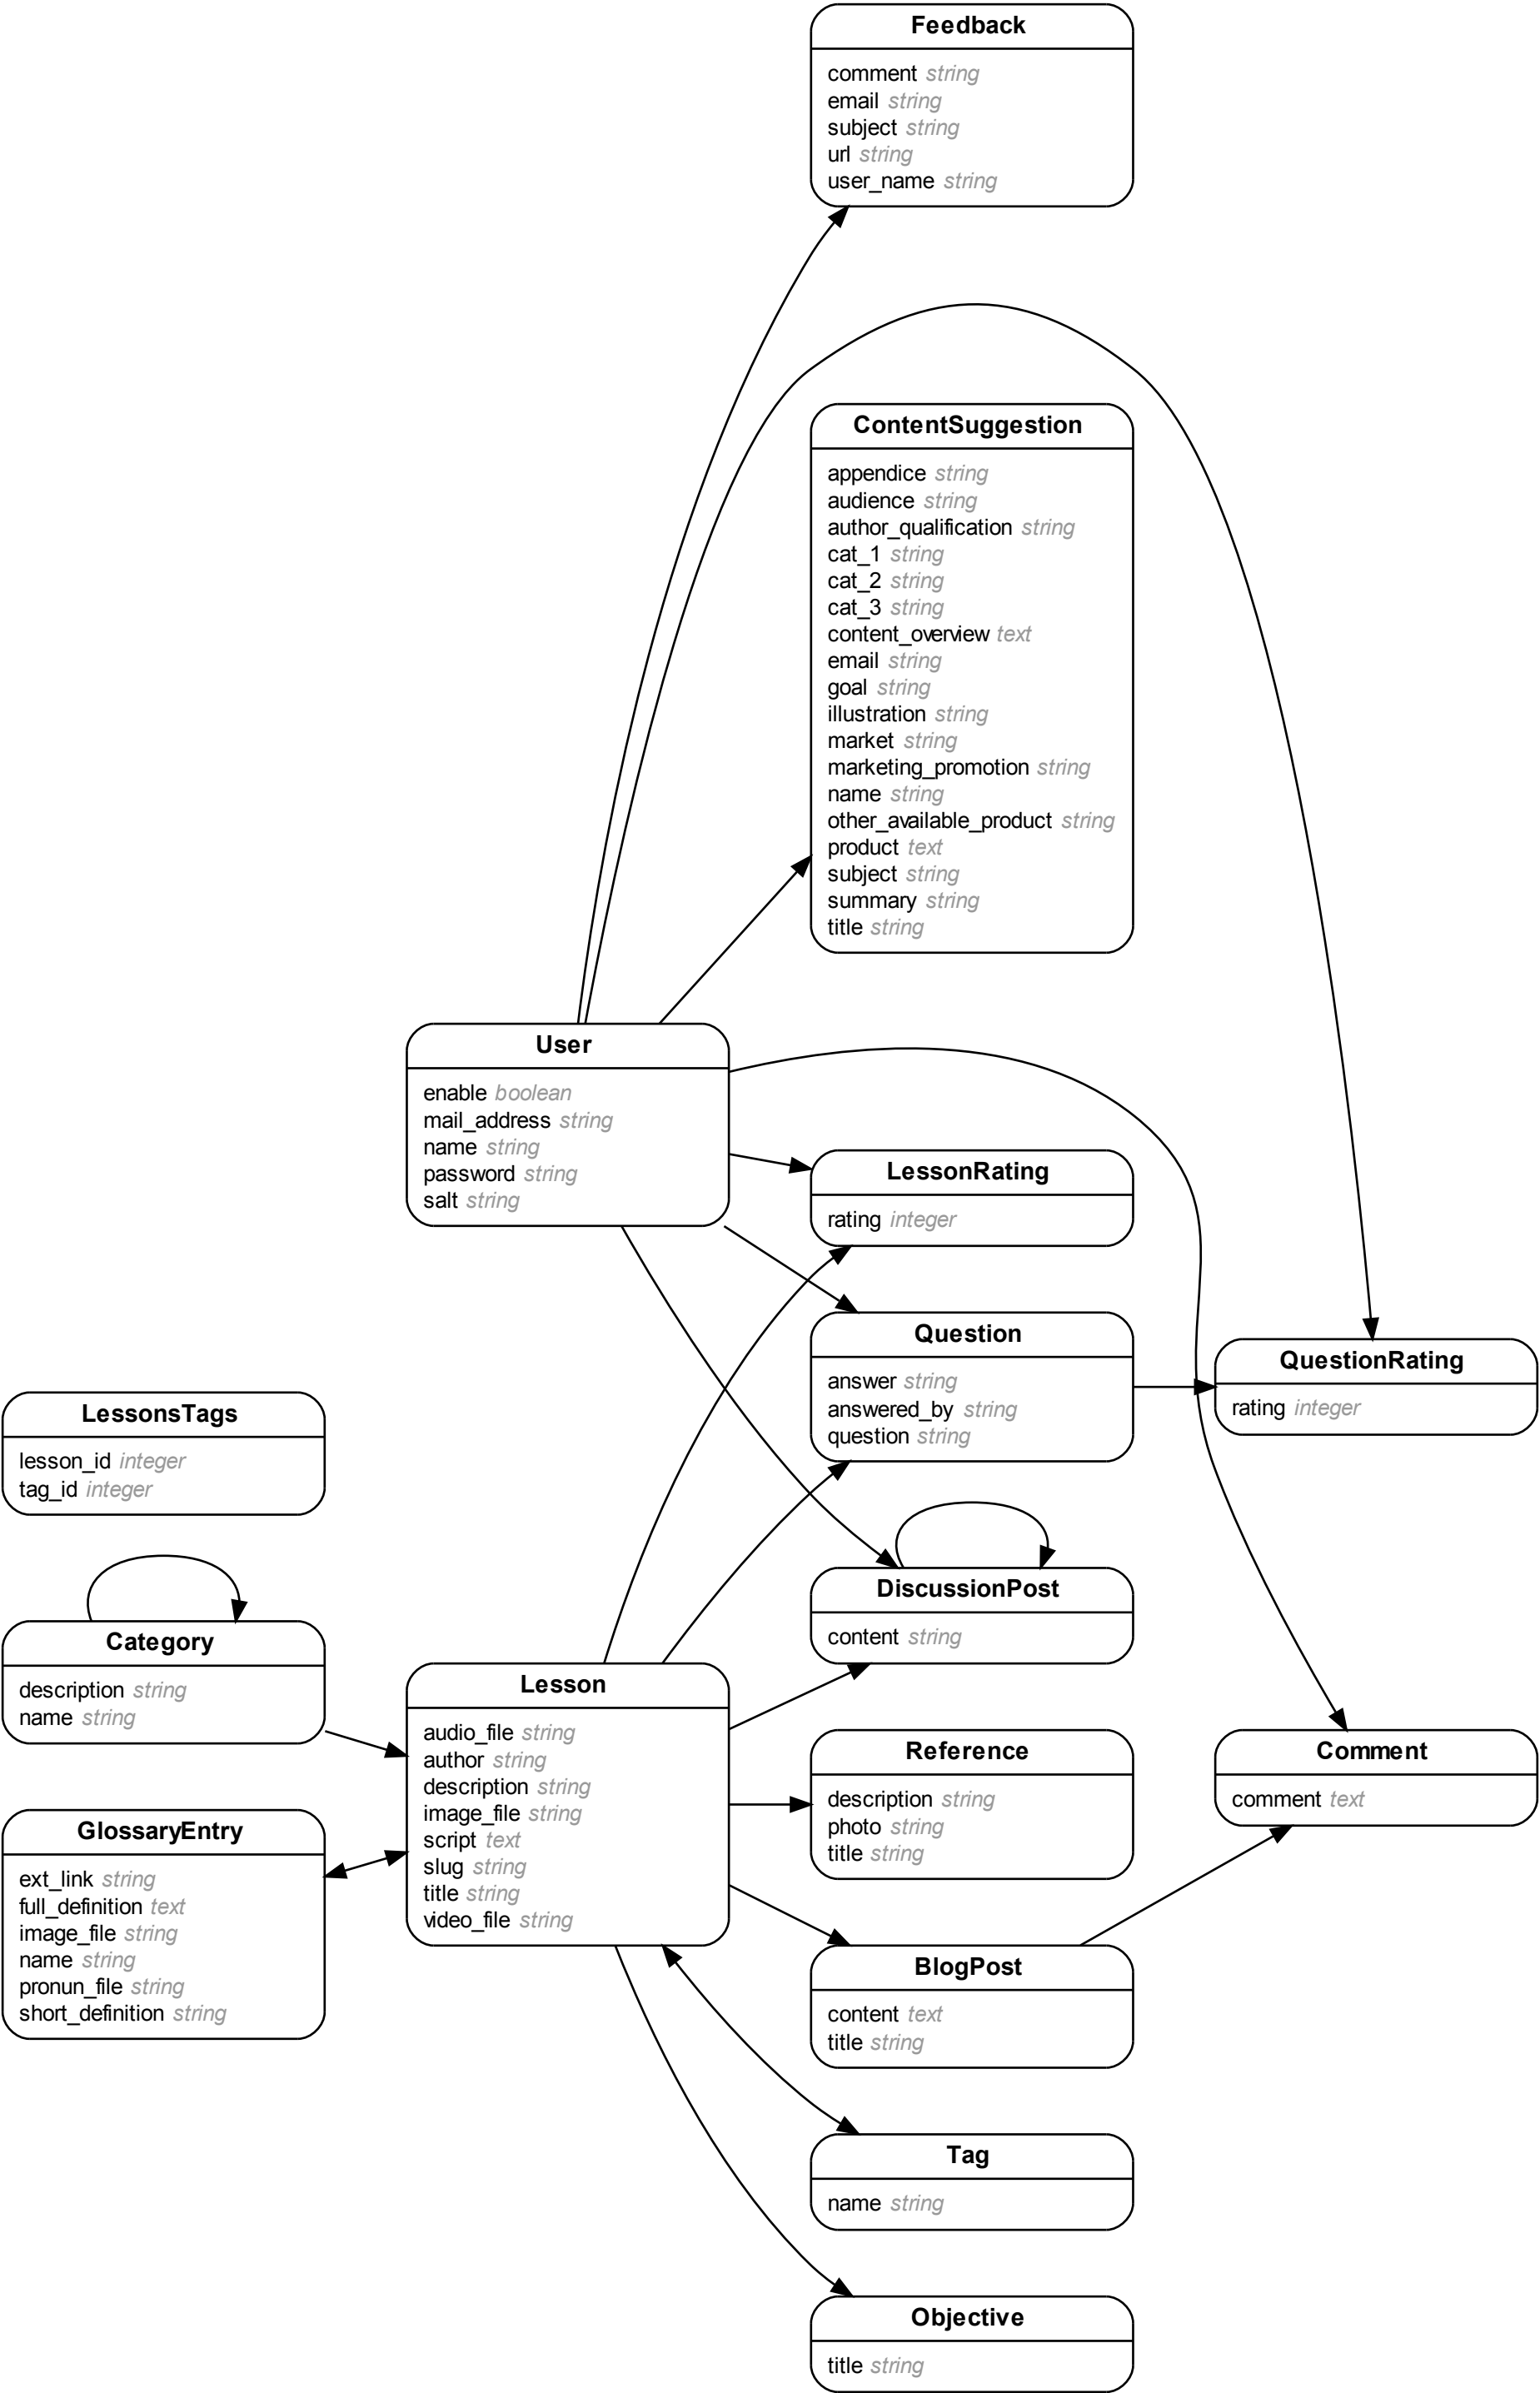 Feedback
comment string
email string
subject string
url string
user_name string
ContentSuggestion
appendice string
audience string
author_qualification string
cat_1 string
cat_2 string
cat_3 string
content_overview text
email string
goal string
illustration string
market string
marketing_promotion string
name string
other_available_product string
product text
subject string
summary string
title string
User
enable boolean
mail_address string
name string
password string
salt string
LessonRating
rating integer
Question
answer string
answered_by string
question string
QuestionRating
rating integer
LessonsTags
lesson_id integer
tag_id integer
DiscussionPost
content string
Category
description string
name string
Lesson
audio_file string
author string
description string
image_file string
script text
slug string
title string
video_file string
Reference
description string
photo string
title string
Comment
comment text
GlossaryEntry
ext_link string
full_definition text
image_file string
name string
pronun_file string
short_definition string
BlogPost
content text
title string
Tag
name string
Objective
title string